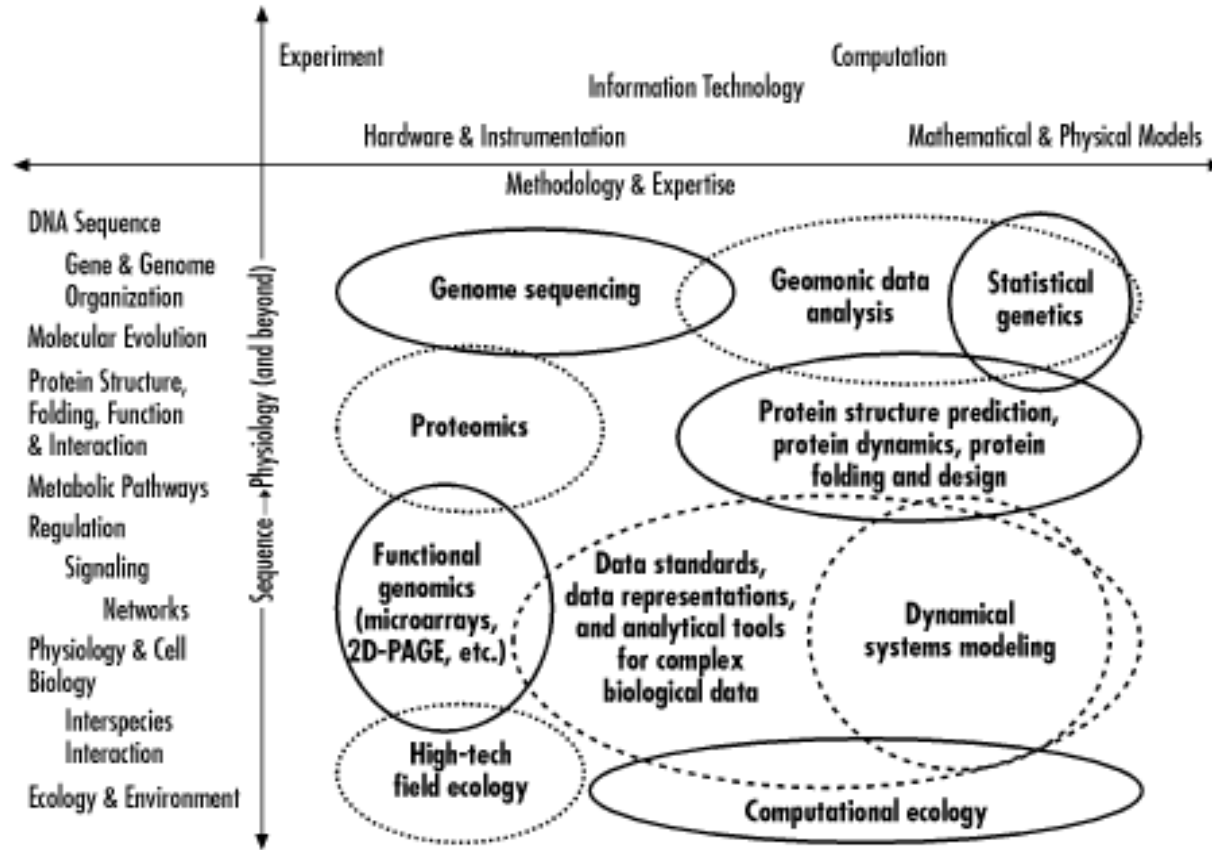 Experiment
Computation
Information Technology
Hardware & Instrumentation
Mathematical & Physical Models
Methodology & Expertise
DNA Sequence
Gene & Genome
Organization
Molecular Evolution
Protein Structure,
Folding, Function
& Interaction
Metabolic Pathways
Regulation
Signaling
Networks
Physiology & Cell
Biology
Interspecies
Interaction
Ecology & Environment
Sequence→Physiology (and beyond)
Genome sequencing
Geomonic data
analysis
Statistical
genetics
Proteomics
Protein structure prediction,
protein dynamics, protein
folding and design
Functional
genomics
(microarrays,
2D-PAGE, etc.)
Data standards,
data representations,
and analytical tools
for complex
biological data
Dynamical
systems modeling
High-tech
field ecology
Computational ecology